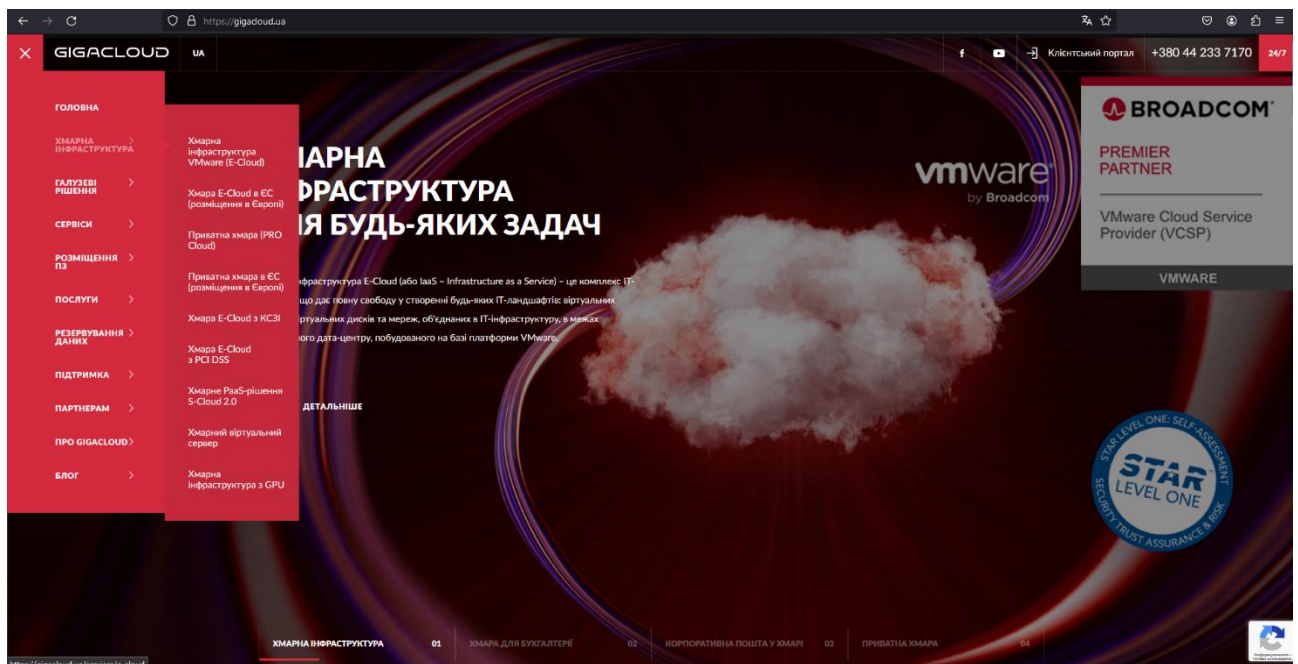 https://gigacloud.ua
GIGACLOUD
UA
Клієнтський портал
+380 44 233 7170
24/7
ГОЛОВНА
ХМАРНА
ІНФРАСТРУКТУРА
ГАЛУЗЕВІ
РІШЕННЯ
СЕРВІСИ
РОЗМІЩЕННЯ
ПЗ
ПОСЛУГИ
РЕЗЕРВУВАННЯ
ДАНИХ
ПІДТРИМКА
ПАРТНЕРАМ
ПРО GIGACLOUD
БЛОГ
Хмарна
інфраструктура
VMware (E-Cloud)
Хмара E-Cloud в ЄС
(розміщення в Європі)
Приватна хмара (PRO
Cloud)
Приватна хмара в ЄС
(розміщення в Європі)
Хмара E-Cloud з КСЗІ
Хмара E-Cloud
з PCI DSS
Хмарне PaaS-рішення
S-Cloud 2.0
Хмарний віртуальний
сервер
Хмарна
інфраструктура з GPU
МАРНА
ФРАСТРУКТУРА
Я БУДЬ-ЯКИХ ЗАДАЧ
нфраструктура E-Cloud (або IaaS – Infrastructure as a Service) – це комплекс ІТ-
що дає повну свободу у створенні будь-яких ІТ-ландшафтів: віртуальних
іртуальних дисків та мереж, об'єднаних в ІТ-інфраструктуру, в межах
ого дата-центру, побудованого на базі платформи VMware.
ДЕТАЛЬНІШЕ
vmware
by Broadcom
BROADCOM
PREMIER
PARTNER
VMware Cloud Service
Provider (VCSP)
VMWARE
STAR LEVEL ONE: SELF-ASSESSMENT
STAR
LEVEL ONE
SECURITY TRUST ASSURANCE & RISK
ХМАРНА ІНФРАСТРУКТУРА 01
ХМАРА ДЛЯ БУХГАЛТЕРІЇ 02
КОРПОРАТИВНА ПОШТА У ХМАРІ 03
ПРИВАТНА ХМАРА 04